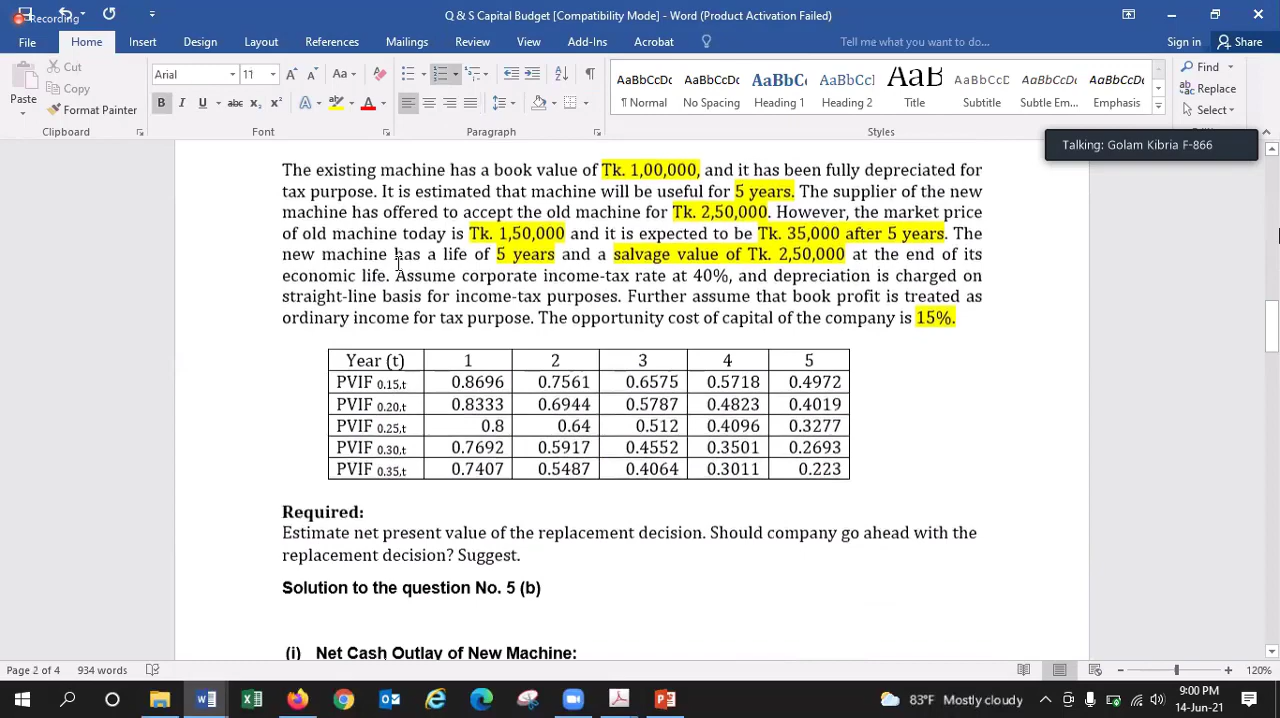 Recording
Q & S Capital Budget [Compatibility Mode] - Word (Product Activation Failed)
File Home Insert Design Layout References Mailings Review View Add-Ins Acrobat Tell me what you want to do... Sign in Share
Cut
Copy
Format Painter
Paste
Clipboard
Arial 11
Font
Paragraph
AaBbCcDc AaBbCcDc AaBbC AaBbCcI AaB AaBbCcD AaBbCcDc AaBbCcDc
¶ Normal No Spacing Heading Heading 2 Title Subtitle Subtle Em... Emphasis
Styles
Find
Replace
Select
Talking: Golam Kibria F-866
The existing machine has a book value of Tk. 1,00,000, and it has been fully depreciated for
tax purpose. It is estimated that machine will be useful for 5 years. The supplier of the new
machine has offered to accept the old machine for Tk. 2,50,000. However, the market price
of old machine today is Tk. 1,50,000 and it is expected to be Tk. 35,000 after 5 years. The
new machine has a life of 5 years and a salvage value of Tk. 2,50,000 at the end of its
economic life. Assume corporate income-tax rate at 40%, and depreciation is charged on
straight-line basis for income-tax purposes. Further assume that book profit is treated as
ordinary income for tax purpose. The opportunity cost of capital of the company is 15%.
Year (t) 1 2 3 4 5
PVIF 0.15,t 0.8696 0.7561 0.6575 0.5718 0.4972
PVIF 0.20,t 0.8333 0.6944 0.5787 0.4823 0.4019
PVIF 0.25,t 0.8 0.64 0.512 0.4096 0.3277
PVIF 0.30,t 0.7692 0.5917 0.4552 0.3501 0.2693
PVIF 0.35,t 0.7407 0.5487 0.4064 0.3011 0.223
Required:
Estimate net present value of the replacement decision. Should company go ahead with the
replacement decision? Suggest.
Solution to the question No. 5 (b)
(i) Net Cash Outlay of New Machine:
Page 2 of 4 934 words 120%
83°F Mostly cloudy
9:00 PM
14-Jun-21